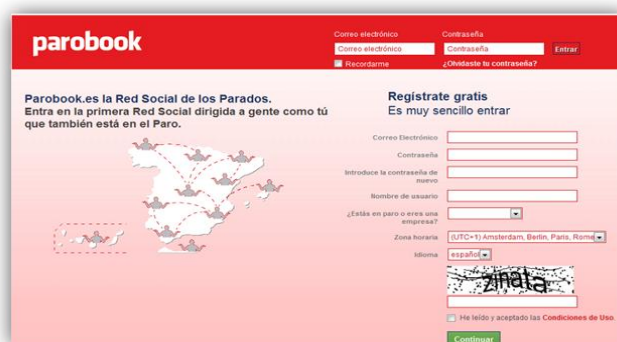 parobook
Correo electrónico
Contraseña
Correo electrónico
Contraseña
Entrar
Recordarme
¿Olvidaste tu contraseña?
Parobook.es la Red Social de los Parados.
Entra en la primera Red Social dirigida a gente como tú
que también está en el Paro.
Regístrate gratis
Es muy sencillo entrar
Correo Electrónico
Contraseña
Introduce la contraseña de
nuevo
Nombre de usuario
¿Estás en paro o eres una
empresa?
Zona horaria
(UTC+1) Amsterdam, Berlin, Paris, Rome
Idioma
español
zinata
He leído y aceptado las Condiciones de Uso
Continuar